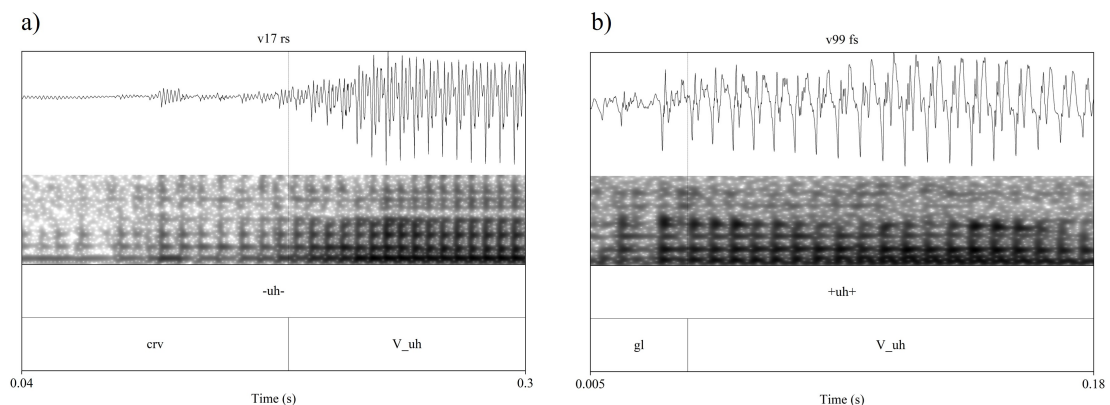 a)
v17 rs
-uh-
crv V_uh
0.04 0.3
Time (s)
b)
v99 fs
+uh+
gl V_uh
0.005 0.18
Time (s)